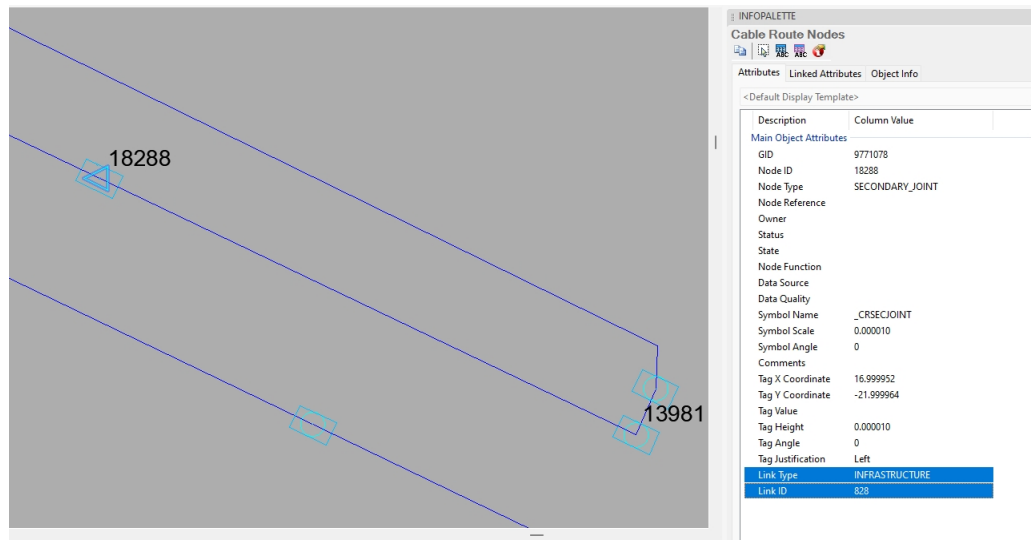 18288
13981
INFOPALETTE
Cable Route Nodes
ABC ABC
Attributes Linked Attributes Object Info
<Default Display Template>
Description Column Value
Main Object Attributes
GID 9771078
Node ID 18288
Node Type SECONDARY_JOINT
Node Reference
Owner
Status
State
Node Function
Data Source
Data Quality
Symbol Name _CRSECJOINT
Symbol Scale 0.000010
Symbol Angle 0
Comments
Tag X Coordinate 16.999952
Tag Y Coordinate -21.999964
Tag Value
Tag Height 0.000010
Tag Angle 0
Tag Justification Left
Link Type INFRASTRUCTURE
Link ID 828